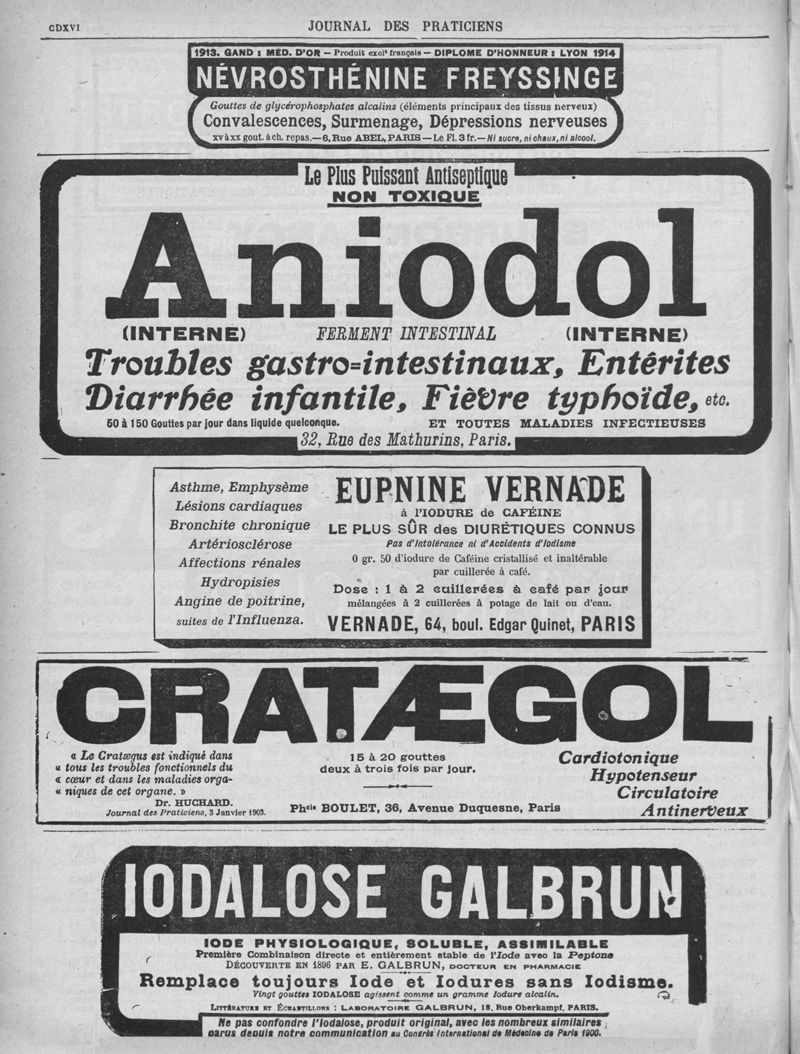 CDXVI
JOURNAL DES PRATICIENS
1913. GAND : MÉD. D'OR — Produit exclt français — DIPLOME D'HONNEUR : LYON 1914
NÉVROSTHÉNINE FREYSSINGE
Gouttes de glycérophosphates alcalins (éléments principaux des tissus nerveux)
Convalescences, Surmenage, Dépressions nerveuses
XV à XX gout. à ch. repas. — 6, Rue ABEL, PARIS — Le Fl. 3 fr. — Ni sucre, ni chaux, ni alcool.
Le Plus Puissant Antiseptique
NON TOXIQUE
Aniodol
(INTERNE) FERMENT INTESTINAL (INTERNE)
Troubles gastro=intestinaux, Entérites
Diarrhée infantile, Fièvre typhoïde, etc.
50 à 150 Gouttes par jour dans liquide quelconque. ET TOUTES MALADIES INFECTIEUSES
32, Rue des Mathurins, Paris.
Asthme, Emphysème
Lésions cardiaques
Bronchite chronique
Artériosclérose
Affections rénales
Hydropisies
Angine de poitrine,
suites de l'Influenza.
EUPNINE VERNADE
à l'IODURE de CAFÉINE
LE PLUS SÛR des DIURÉTIQUES CONNUS
Pas d'Intolérance ni d'Accidents d'Iodisme
0 gr. 50 d'iodure de Caféine cristallisé et inaltérable
par cuillerée à café.
Dose : 1 à 2 cuillerées à café par jour
mélangées à 2 cuillerées à potage de lait ou d'eau.
VERNADE, 64, boul. Edgar Quinet, PARIS
CRATÆGOL
« Le Cratægus est indiqué dans
« tous les troubles fonctionnels du
« cœur et dans les maladies orga-
« niques de cet organe. »
Dr. HUCHARD.
Journal des Praticiens, 3 Janvier 1903.
15 à 20 gouttes
deux à trois fois par jour.
Phcie BOULET, 36, Avenue Duquesne, Paris
Cardiotonique
Hypotenseur
Circulatoire
Antinerveux
IODALOSE GALBRUN
IODE PHYSIOLOGIQUE, SOLUBLE, ASSIMILABLE
Première Combinaison directe et entièrement stable de l'Iode avec la Peptone
DÉCOUVERTE EN 1896 PAR E. GALBRUN, DOCTEUR EN PHARMACIE
Remplace toujours Iode et Iodures sans Iodisme.
Vingt gouttes IODALOSE agissent comme un gramme Iodure alcalin.
LITTÉRATURE ET ÉCHANTILLONS : LABORATOIRE GALBRUN, 18, Rue Oberkampf, PARIS.
Ne pas confondre l'Iodalose, produit original, avec les nombreux similaires
parus depuis notre communication au Congrès International de Médecine de Paris 1900.